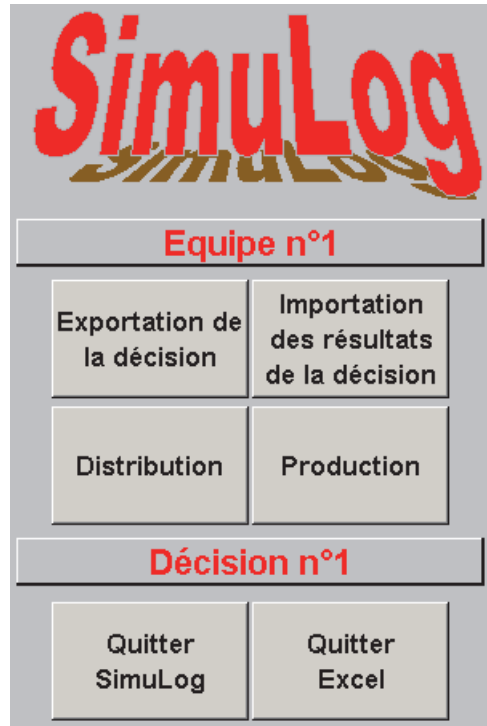 SimuLog
Equipe n°1
Exportation de
la décision
Importation
des résultats
de la décision
Distribution
Production
Décision n°1
Quitter
SimuLog
Quitter
Excel